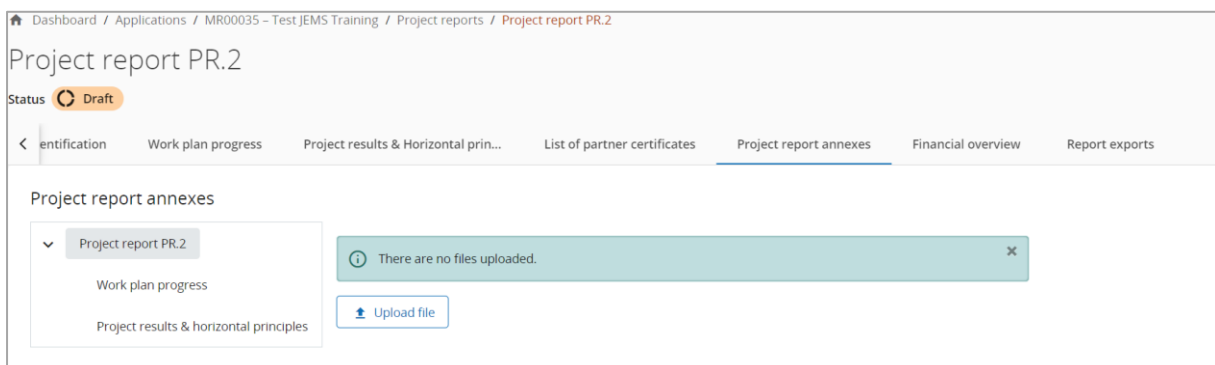 Dashboard / Applications / MR00035 – Test JEMS Training / Project reports / Project report PR.2
Project report PR.2
Status Draft
entification Work plan progress Project results & Horizontal prin... List of partner certificates Project report annexes Financial overview Report exports
Project report annexes
Project report PR.2
There are no files uploaded.
Work plan progress
Upload file
Project results & horizontal principles